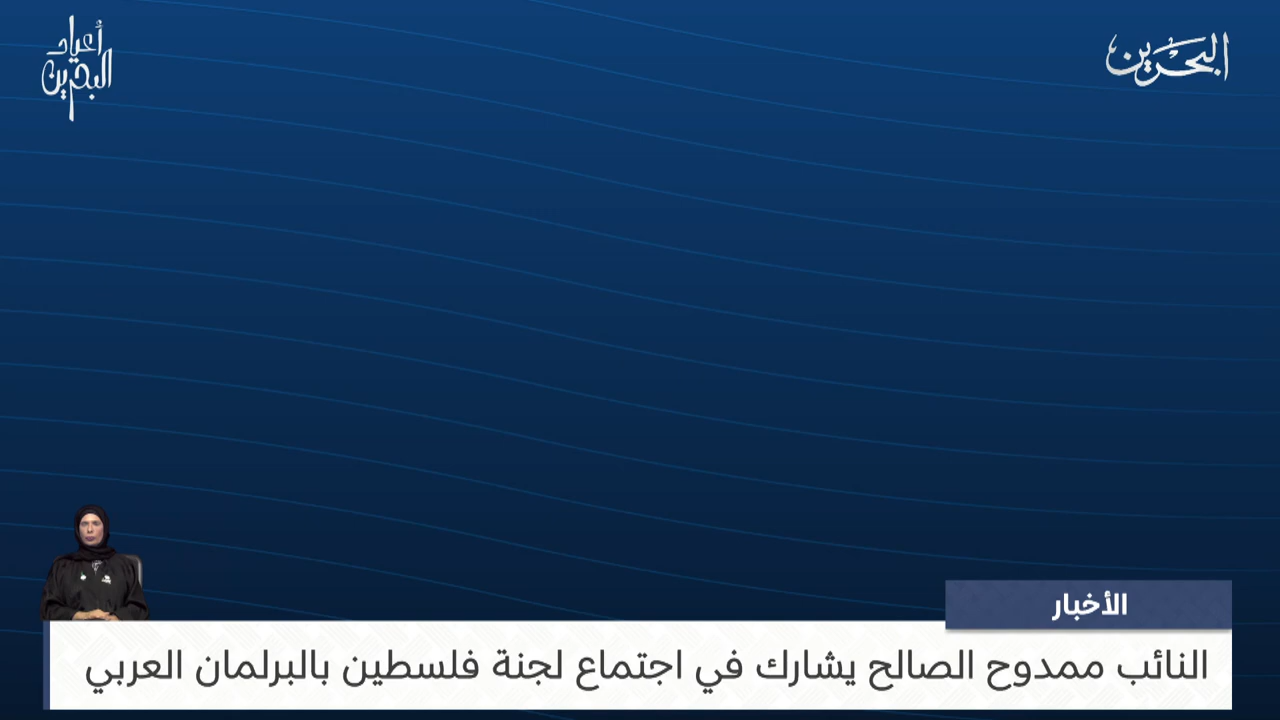 البحرين
أعياد
البحرين
الأخبار
النائب ممدوح الصالح يشارك في اجتماع لجنة فلسطين بالبرلمان العربي